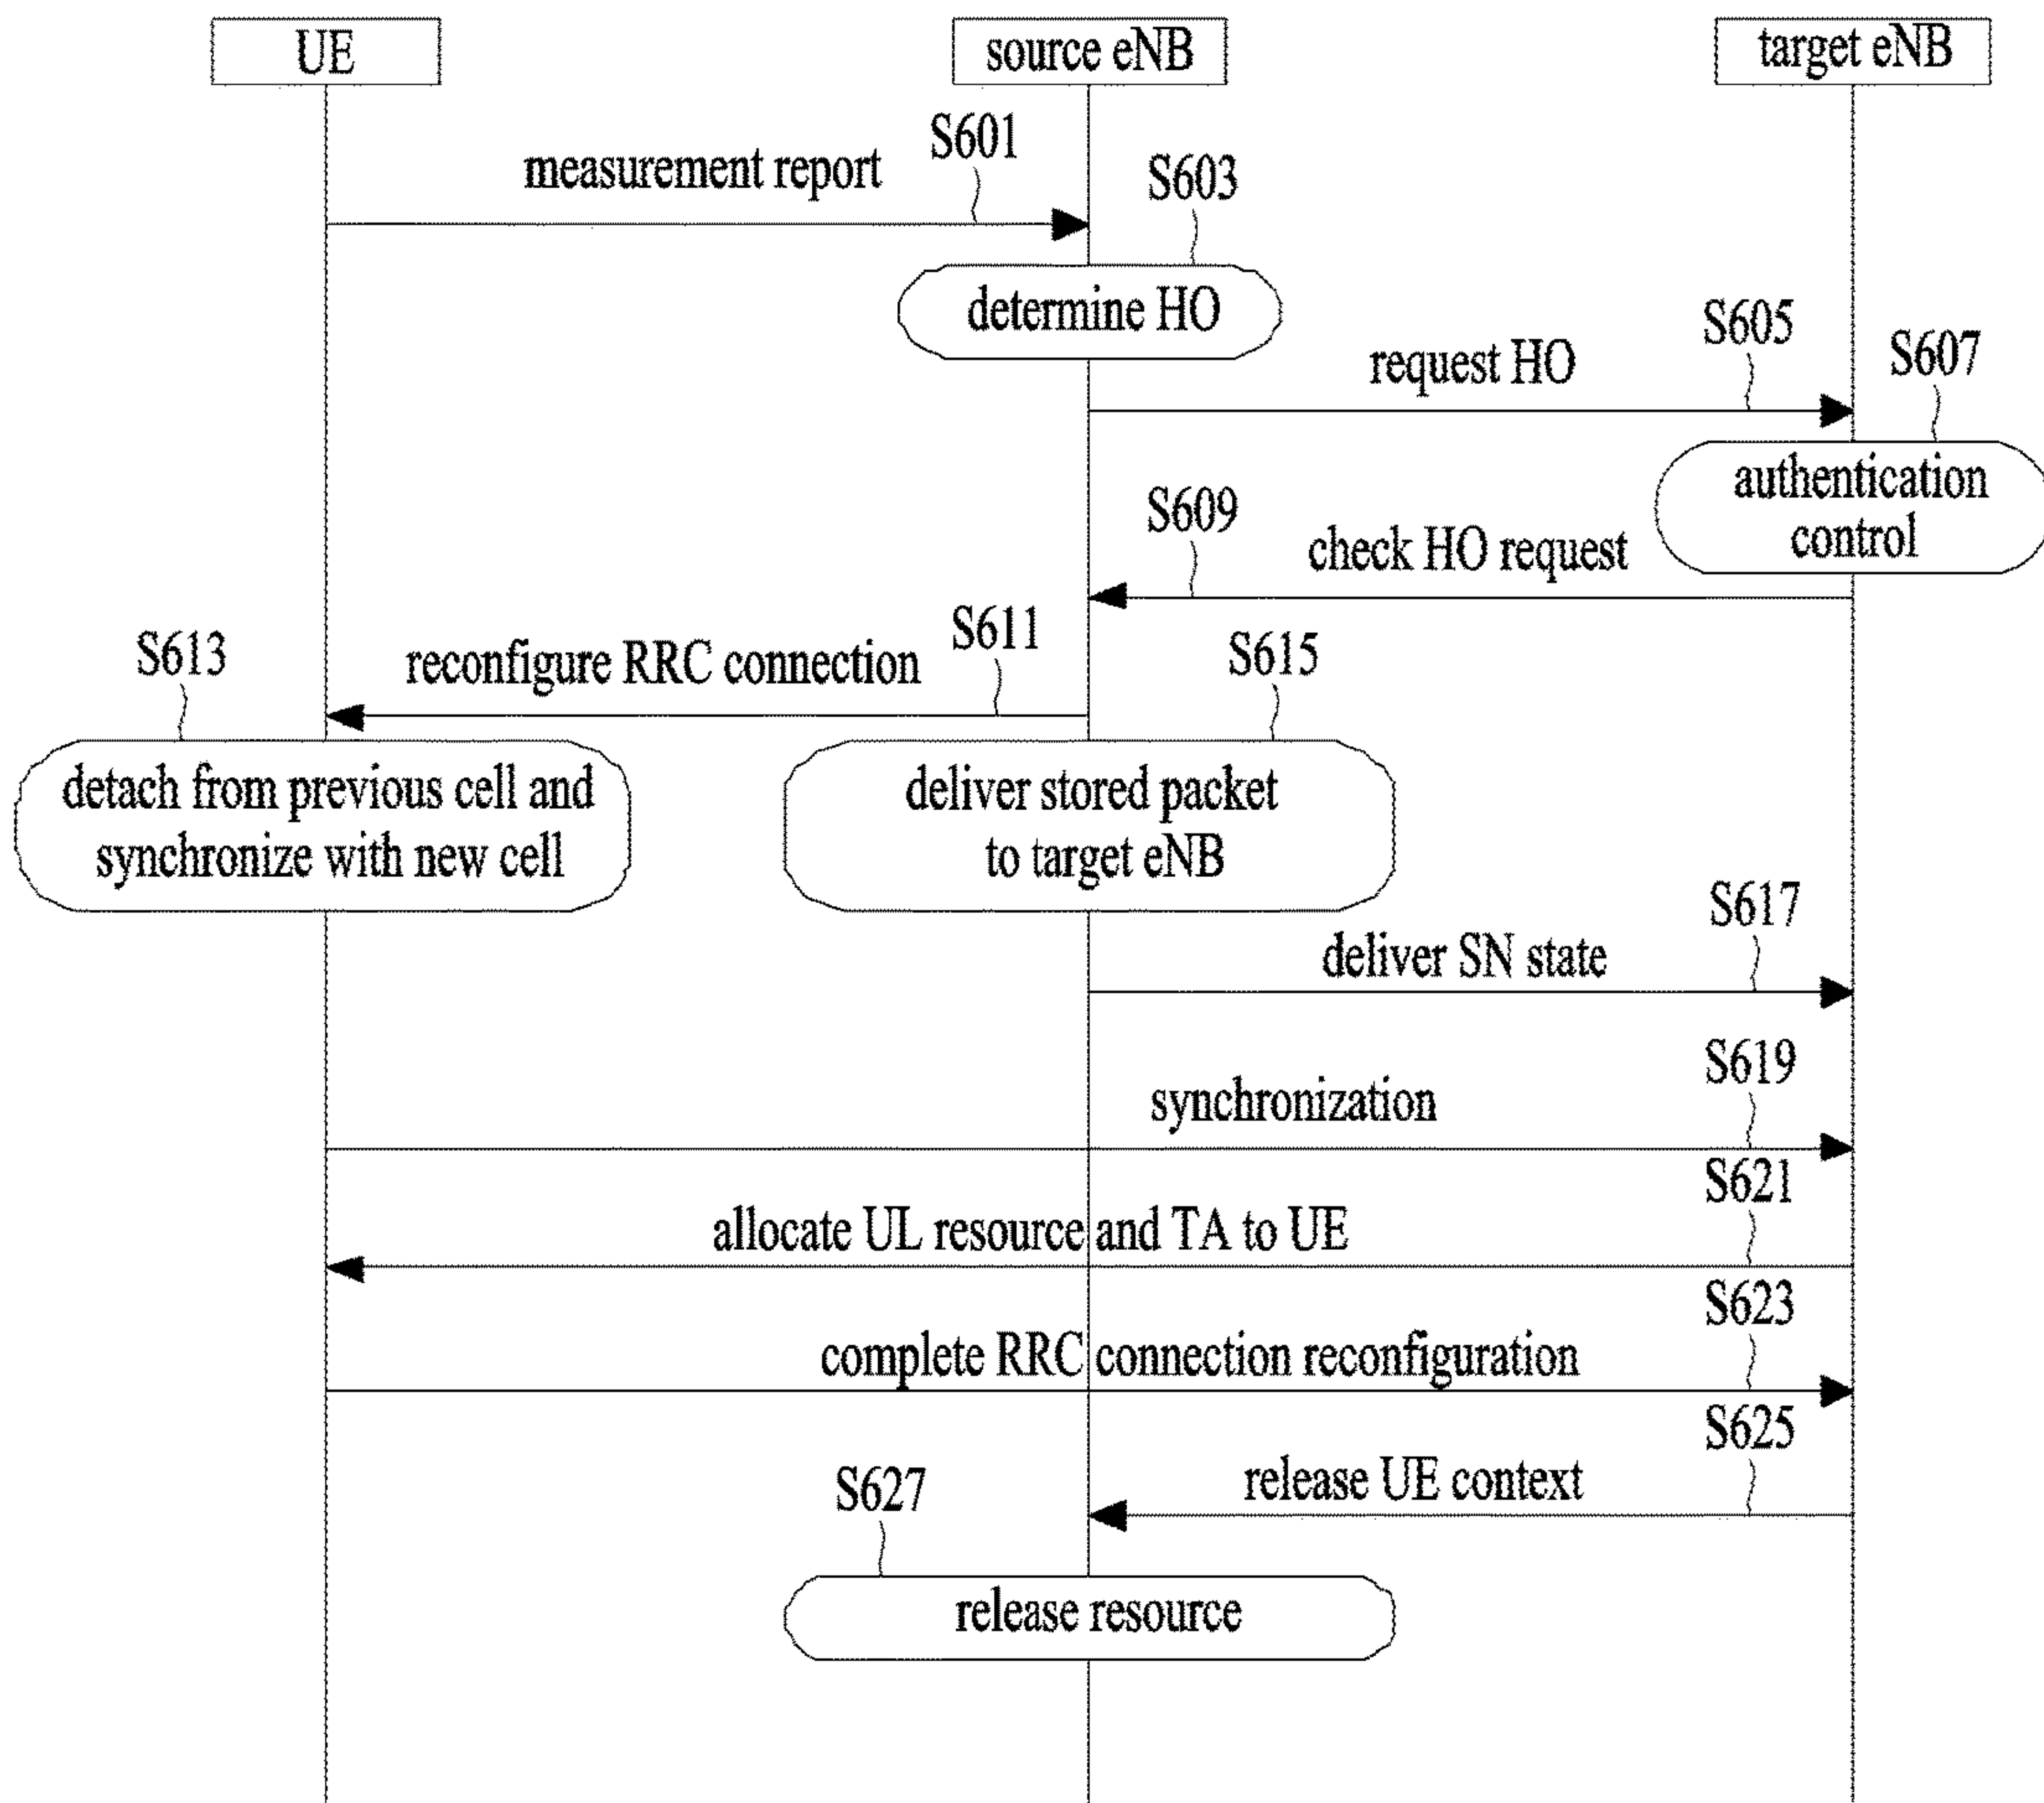 UE
source eNB
target eNB
S601
measurement report
S603
determine HO
S605
request HO
S607
authentication
control
S609
check HO request
S611
reconfigure RRC connection
S613
detach from previous cell and
synchronize with new cell
S615
deliver stored packet
to target eNB
S617
deliver SN state
S619
synchronization
S621
allocate UL resource and TA to UE
S623
complete RRC connection reconfiguration
S625
release UE context
S627
release resource